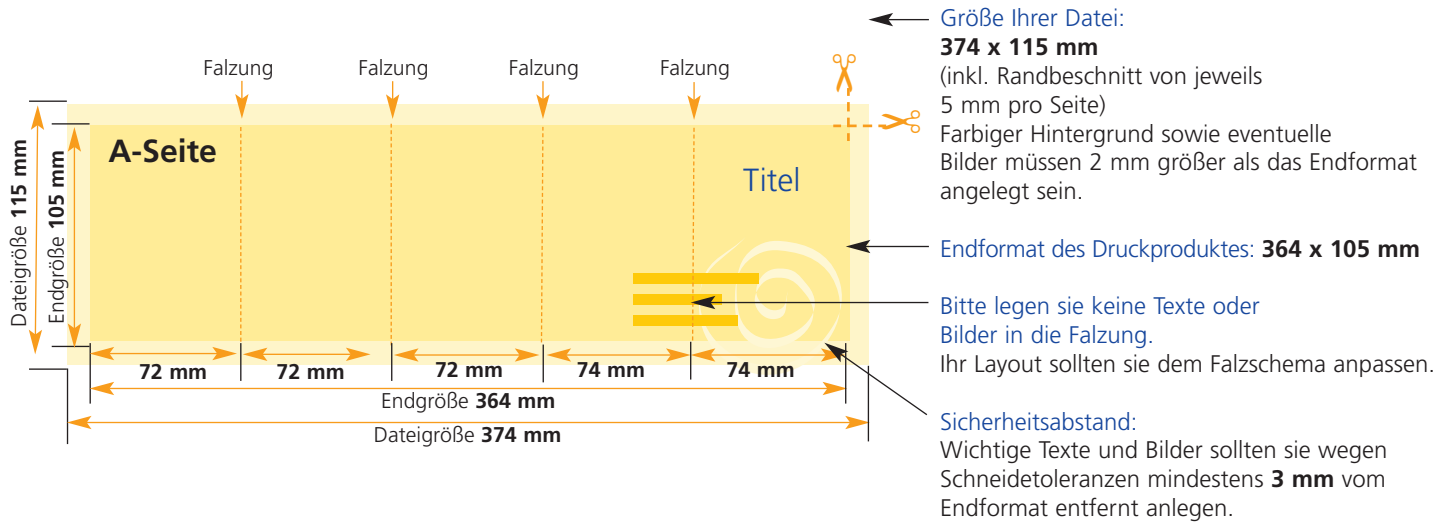 Größe Ihrer Datei:
374 x 115 mm
(inkl. Randbeschnitt von jeweils
5 mm pro Seite)
Farbiger Hintergrund sowie eventuelle
Bilder müssen 2 mm größer als das Endformat
angelegt sein.
Falzung Falzung Falzung Falzung
A-Seite
Titel
Dateigröße 115 mm
Endgröße 105 mm
Endformat des Druckproduktes: 364 x 105 mm
Bitte legen sie keine Texte oder
Bilder in die Falzung.
Ihr Layout sollten sie dem Falzschema anpassen.
72 mm 72 mm 72 mm 74 mm 74 mm
Endgröße 364 mm
Dateigröße 374 mm
Sicherheitsabstand:
Wichtige Texte und Bilder sollten sie wegen
Schneidetoleranzen mindestens 3 mm vom
Endformat entfernt anlegen.